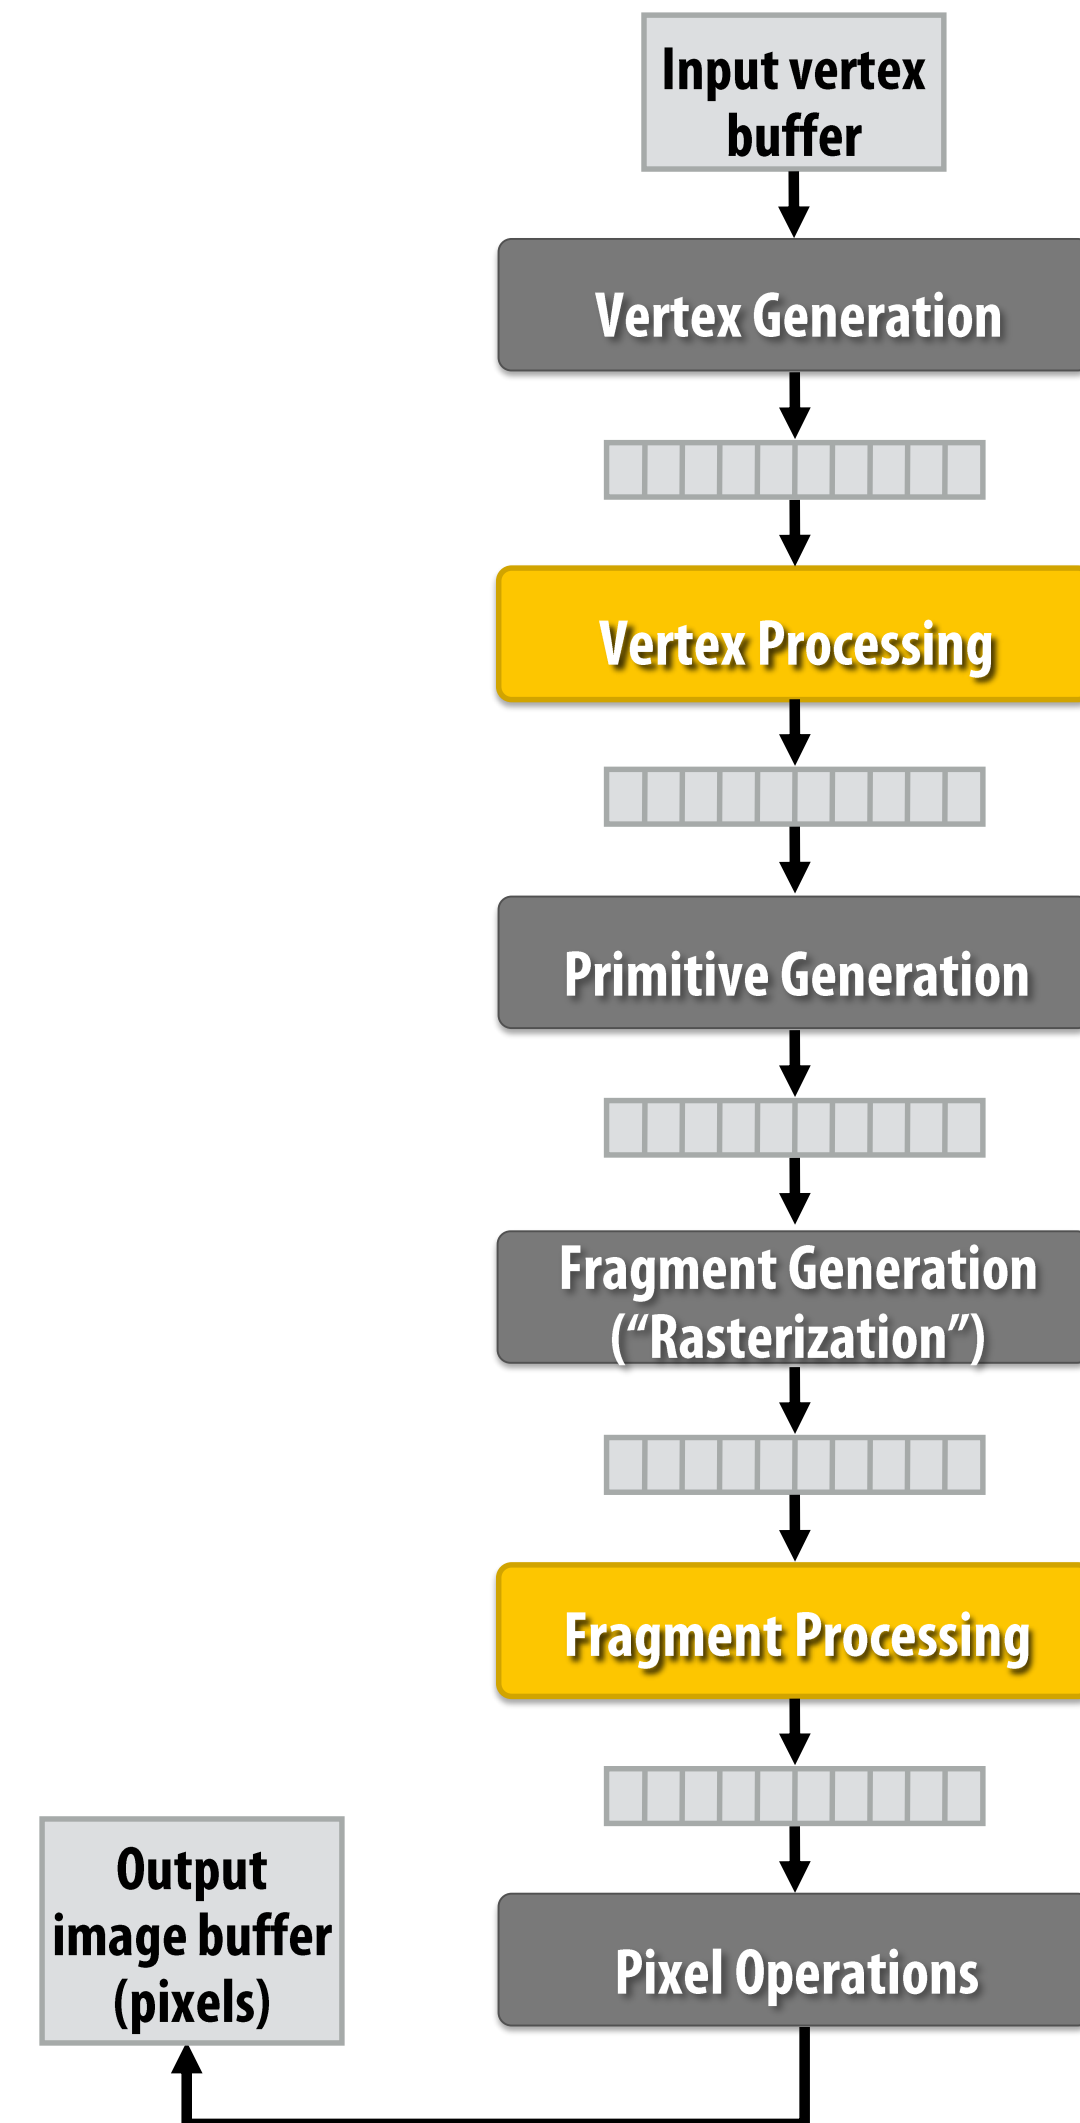 Input vertex
buffer
Vertex Generation
Vertex Processing
Primitive Generation
Fragment Generation
(“Rasterization”)
Fragment Processing
Pixel Operations
Output
image buffer
(pixels)